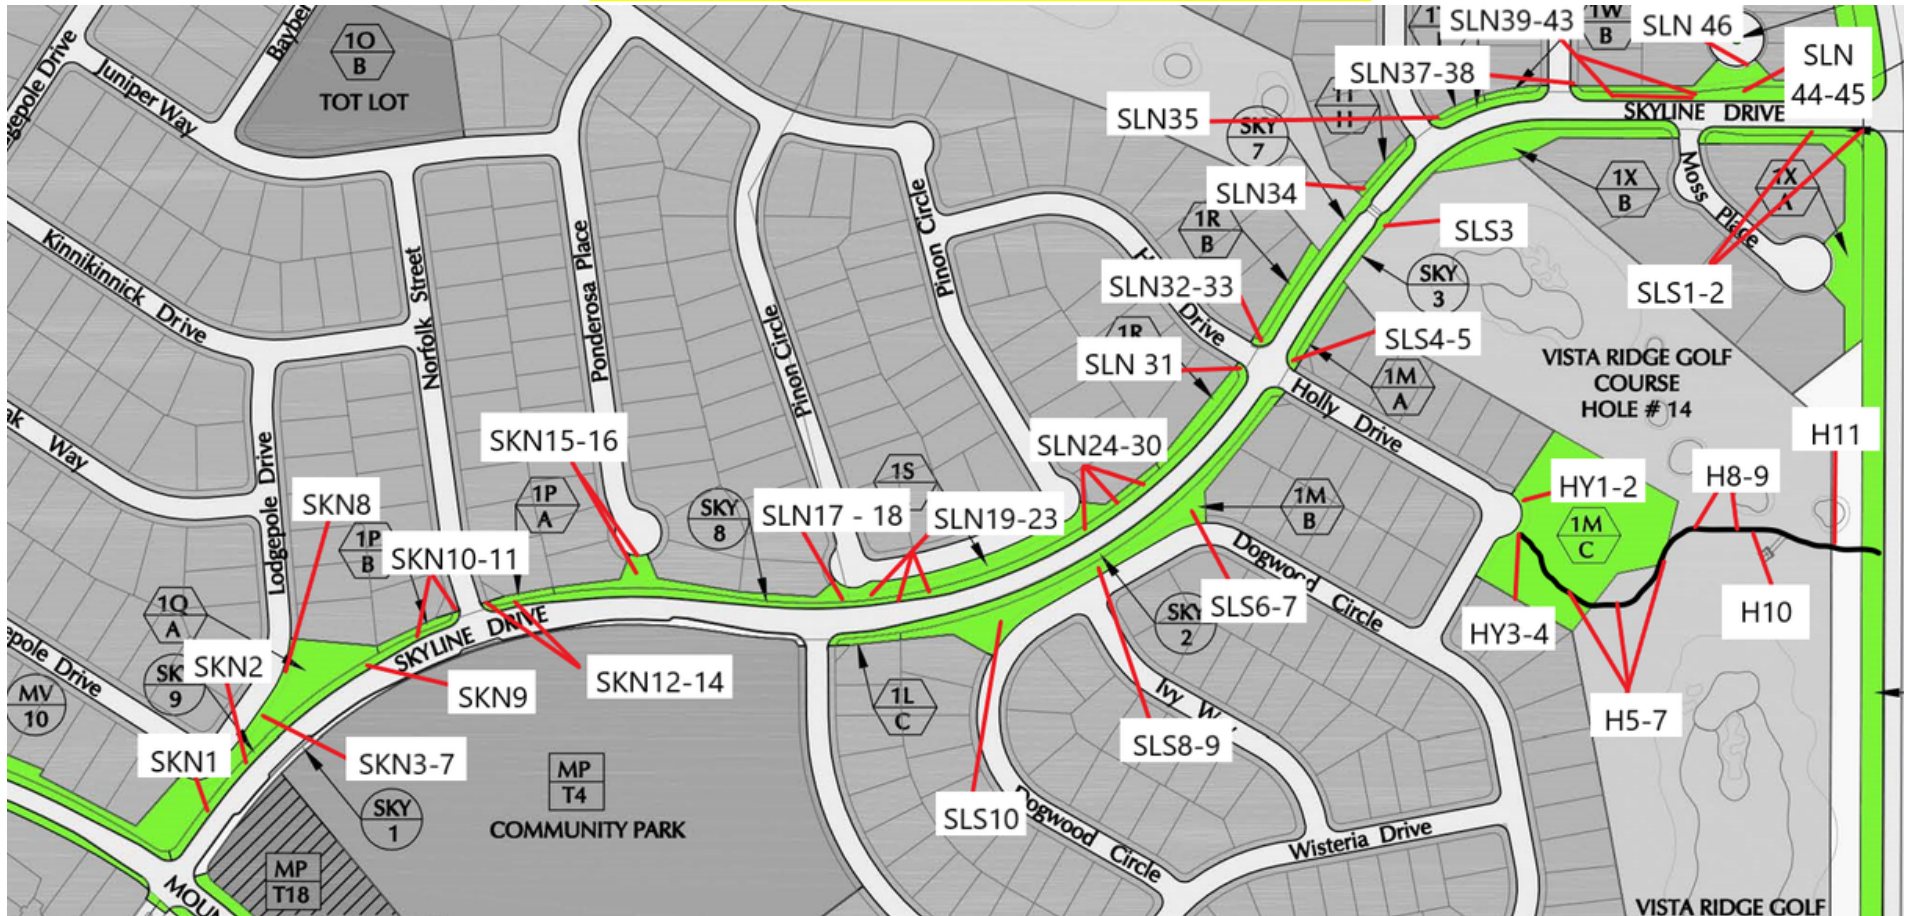 SLN39-43
1W
B
SLN 46
SLN
44-45
1O
B
TOT LOT
Juniper Way
SLN37-38
SLN35
SKY
7
SKYLINE DRIVE
SLN34
1X
B
1X
A
Moss Place
SLS3
1R
B
SKY
3
SLS1-2
Kinnikinnick Drive
Norfolk Street
Ponderosa Place
Pinon Circle
Pinon Circle
SLN32-33
Drive
SLS4-5
SLN 31
1M
A
VISTA RIDGE GOLF
COURSE
HOLE # 14
Holly Drive
Way
Lodgepole Drive
SKN15-16
SLN24-30
H11
H8-9
HY1-2
1M
C
SKN8
1P
A
SKY
8
1S
SLN17 - 18
SLN19-23
1M
B
1P
B
SKN10-11
Dogwood Circle
SLS6-7
H10
HY3-4
1Q
A
SKYLINE DRIVE
SKY
2
SKN2
SKN9
SKN12-14
MV
10
9
1L
C
Ivy
SLS8-9
H5-7
SKN1
SKN3-7
MP
T4
COMMUNITY PARK
SKY
1
SLS10
Dogwood Circle
Wisteria Drive
MP
T18
VISTA RIDGE GOLF